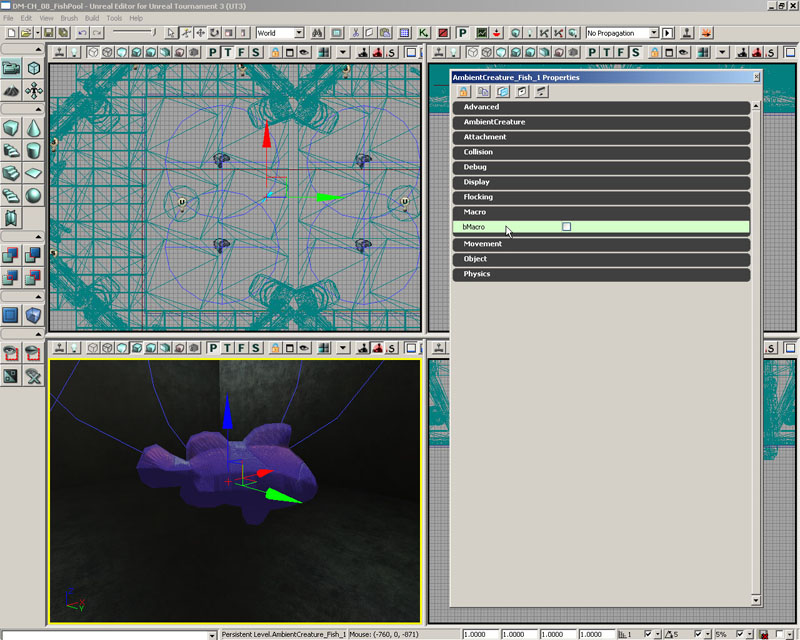 DM-CH_08_FishPool - Unreal Editor for Unreal Tournament 3 (UT3)
File Edit View Brush Build Tools Help
World
P
No Propagation
P T F S
P T F S
AmbientCreature_Fish_1 Properties
Advanced
AmbientCreature
Attachment
Collision
Debug
Display
Flocking
Macro
bMacro
Movement
Object
Physics
P T F S
Persistent Level.AmbientCreature_Fish_1 Mouse: (-760, 0, -871)
1.0000 1.0000 1.0000 1.0000
1
5
5%